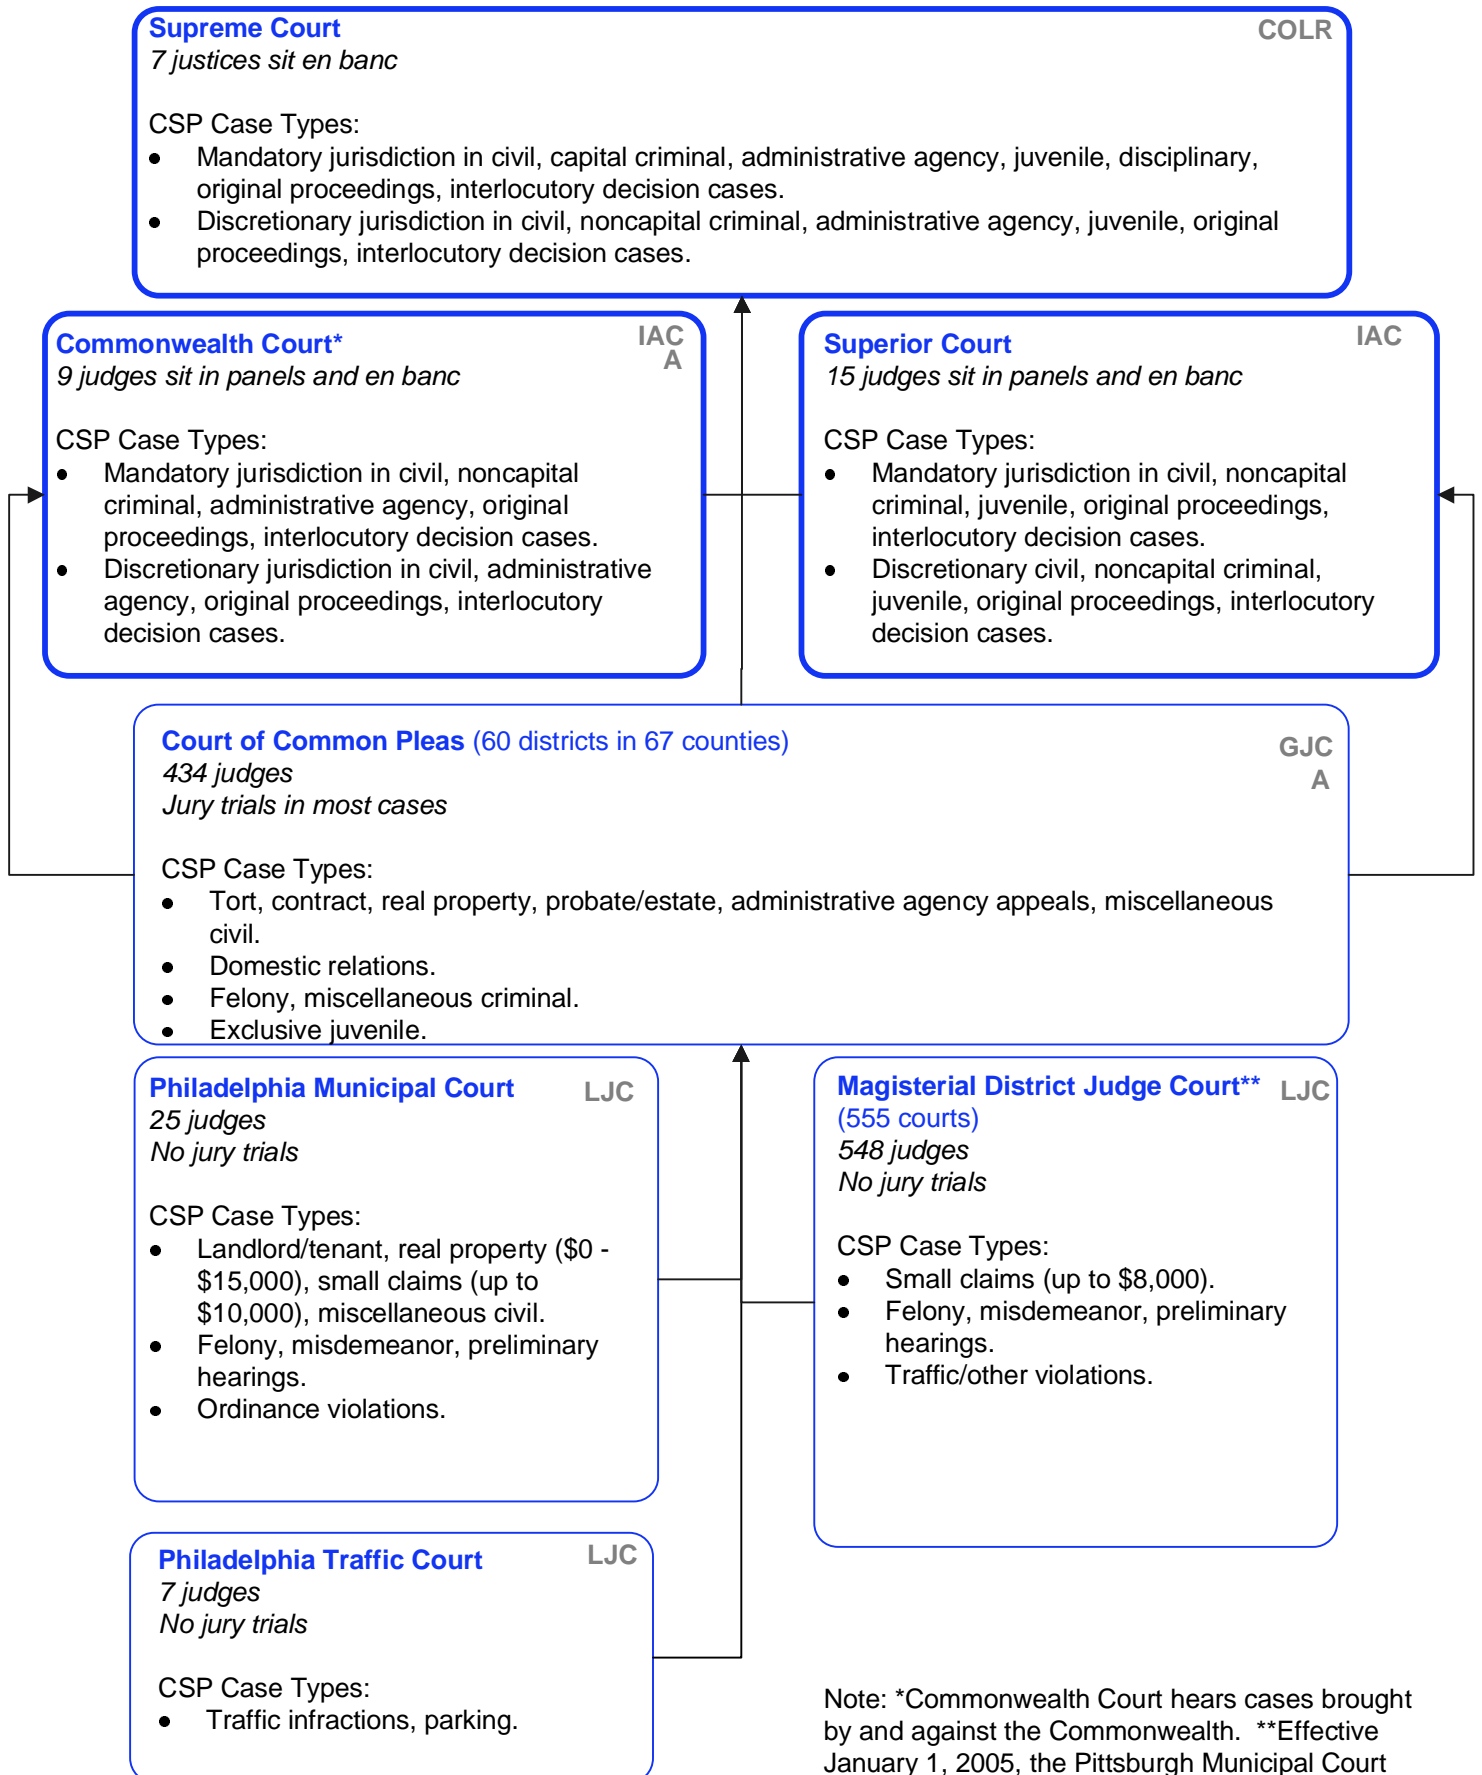 Supreme Court
COLR
7 justices sit en banc
CSP Case Types:
• Mandatory jurisdiction in civil, capital criminal, administrative agency, juvenile, disciplinary,
original proceedings, interlocutory decision cases.
• Discretionary jurisdiction in civil, noncapital criminal, administrative agency, juvenile, original
proceedings, interlocutory decision cases.
Commonwealth Court*
IAC
A
9 judges sit in panels and en banc
CSP Case Types:
• Mandatory jurisdiction in civil, noncapital
criminal, administrative agency, original
proceedings, interlocutory decision cases.
• Discretionary jurisdiction in civil, administrative
agency, original proceedings, interlocutory
decision cases.
Superior Court
IAC
15 judges sit in panels and en banc
CSP Case Types:
• Mandatory jurisdiction in civil, noncapital
criminal, juvenile, original proceedings,
interlocutory decision cases.
• Discretionary civil, noncapital criminal,
juvenile, original proceedings, interlocutory
decision cases.
Court of Common Pleas (60 districts in 67 counties)
GJC
A
434 judges
Jury trials in most cases
CSP Case Types:
• Tort, contract, real property, probate/estate, administrative agency appeals, miscellaneous
civil.
• Domestic relations.
• Felony, miscellaneous criminal.
• Exclusive juvenile.
Philadelphia Municipal Court
LJC
25 judges
No jury trials
CSP Case Types:
• Landlord/tenant, real property ($0 -
$15,000), small claims (up to
$10,000), miscellaneous civil.
• Felony, misdemeanor, preliminary
hearings.
• Ordinance violations.
Magisterial District Judge Court**
LJC
(555 courts)
548 judges
No jury trials
CSP Case Types:
• Small claims (up to $8,000).
• Felony, misdemeanor, preliminary
hearings.
• Traffic/other violations.
Philadelphia Traffic Court
LJC
7 judges
No jury trials
CSP Case Types:
• Traffic infractions, parking.
Note: *Commonwealth Court hears cases brought
by and against the Commonwealth. **Effective
January 1, 2005, the Pittsburgh Municipal Court